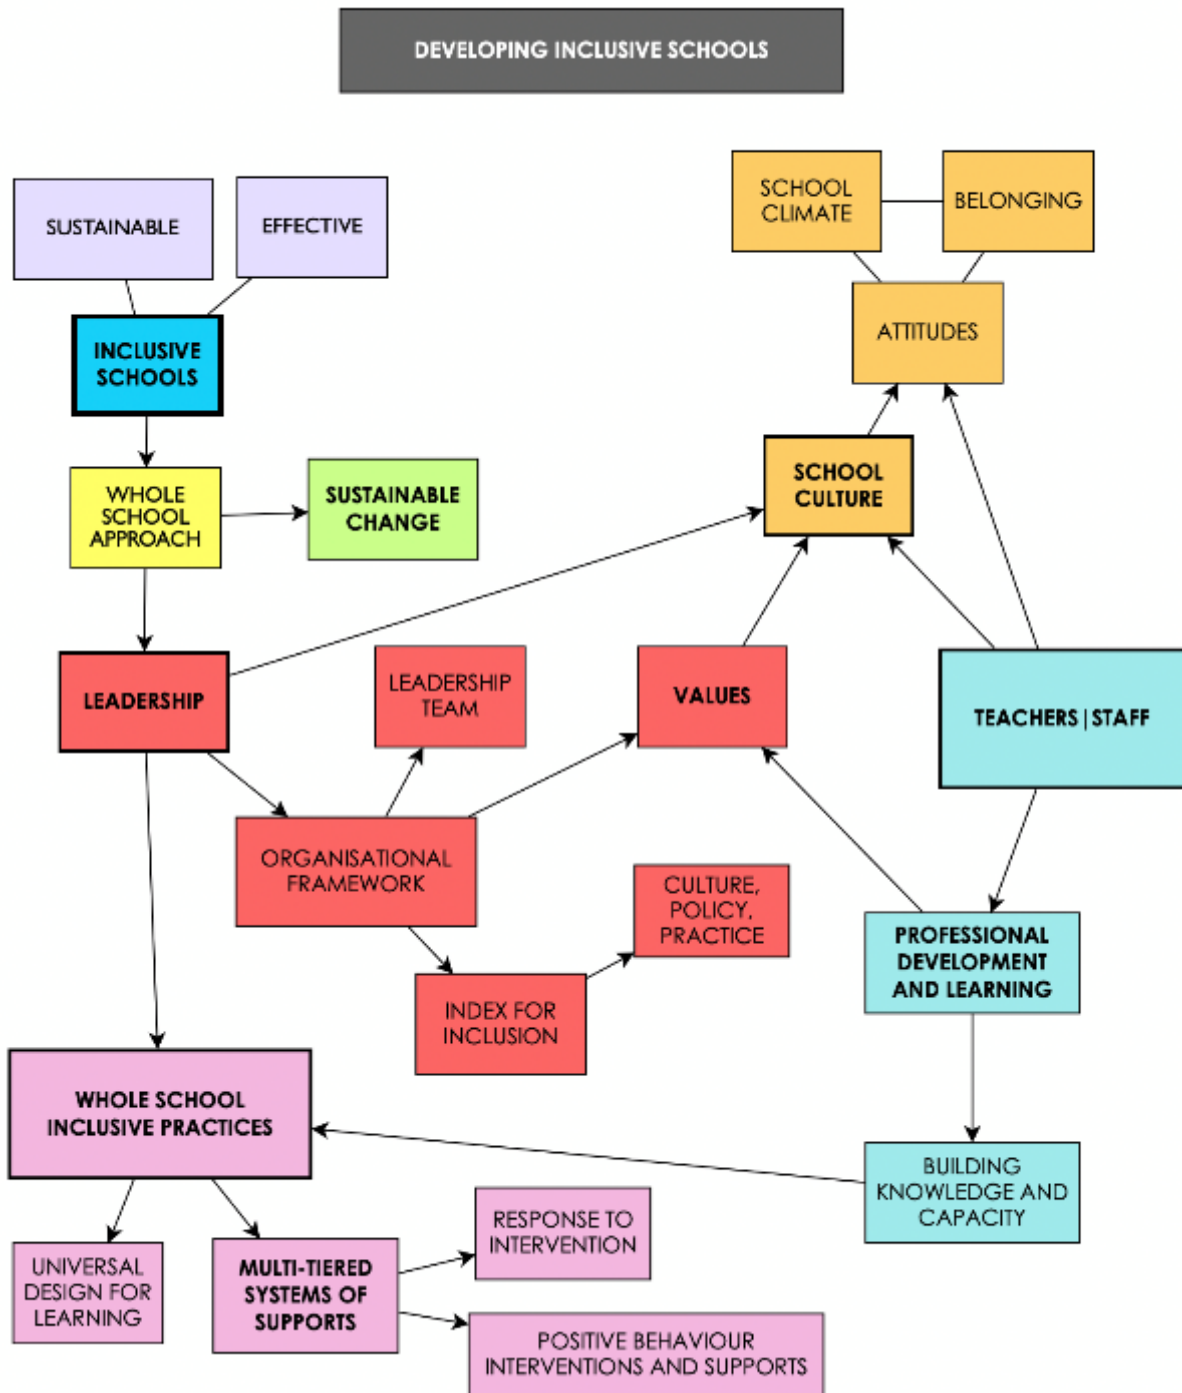 DEVELOPING INCLUSIVE SCHOOLS
SUSTAINABLE
EFFECTIVE
SCHOOL
CLIMATE
BELONGING
ATTITUDES
INCLUSIVE
SCHOOLS
WHOLE
SCHOOL
APPROACH
SUSTAINABLE
CHANGE
SCHOOL
CULTURE
LEADERSHIP
LEADERSHIP
TEAM
VALUES
TEACHERS|STAFF
ORGANISATIONAL
FRAMEWORK
CULTURE,
POLICY,
PRACTICE
PROFESSIONAL
DEVELOPMENT
AND LEARNING
INDEX FOR
INCLUSION
WHOLE SCHOOL
INCLUSIVE PRACTICES
BUILDING
KNOWLEDGE AND
CAPACITY
UNIVERSAL
DESIGN FOR
LEARNING
MULTI-TIERED
SYSTEMS OF
SUPPORTS
RESPONSE TO
INTERVENTION
POSITIVE BEHAVIOUR
INTERVENTIONS AND SUPPORTS